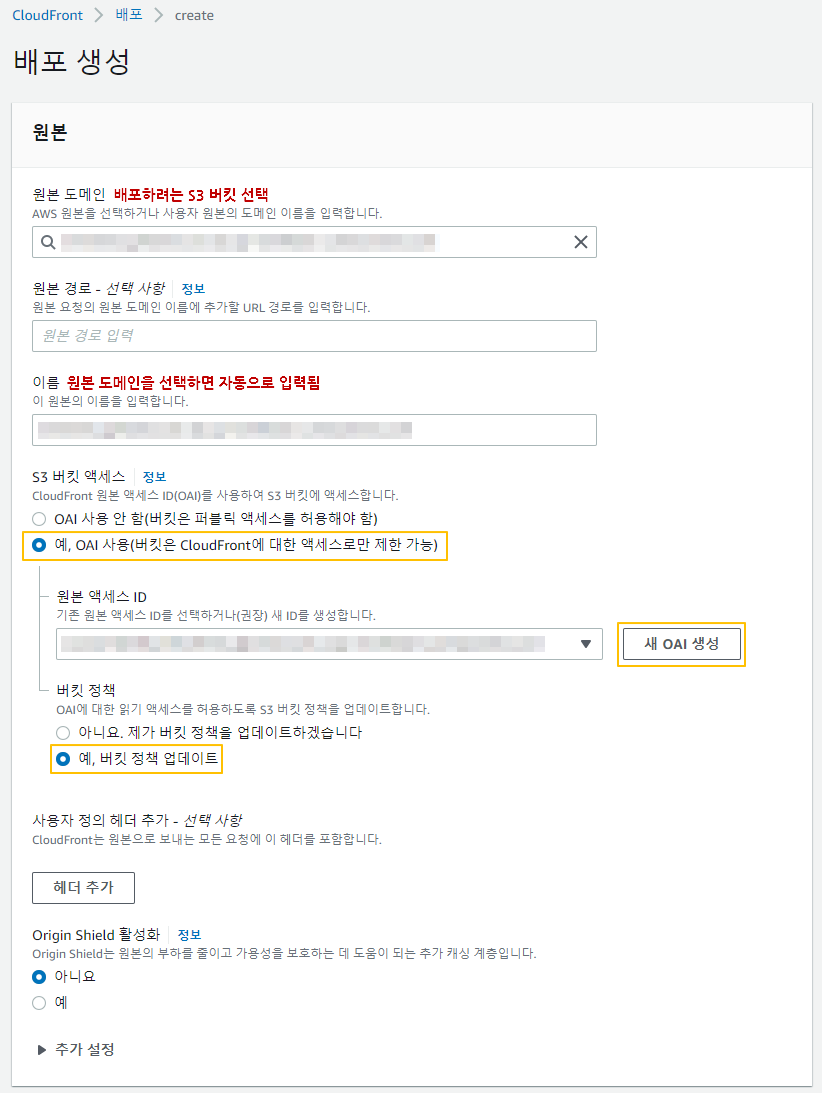 CloudFront > 배포 > create
배포 생성
원본
원본 도메인 배포하려는 S3 버킷 선택
AWS 원본을 선택하거나 사용자 원본의 도메인 이름을 입력합니다.
원본 경로 - 선택 사항 정보
원본 요청의 원본 도메인 이름에 추가할 URL 경로를 입력합니다.
원본 경로 입력
이름 원본 도메인을 선택하면 자동으로 입력됨
이 원본의 이름을 입력합니다.
S3 버킷 액세스 정보
CloudFront 원본 액세스 ID(OAI)를 사용하여 S3 버킷에 액세스합니다.
OAI 사용 안 함(버킷은 퍼블릭 액세스를 허용해야 함)
예, OAI 사용(버킷은 CloudFront에 대한 액세스로만 제한 가능)
원본 액세스 ID
기존 원본 액세스 ID를 선택하거나(권장) 새 ID를 생성합니다.
새 OAI 생성
버킷 정책
OAI에 대한 읽기 액세스를 허용하도록 S3 버킷 정책을 업데이트합니다.
아니요. 제가 버킷 정책을 업데이트하겠습니다
예, 버킷 정책 업데이트
사용자 정의 헤더 추가 - 선택 사항
CloudFront는 원본으로 보내는 모든 요청에 이 헤더를 포함합니다.
헤더 추가
Origin Shield 활성화 정보
Origin Shield는 원본의 부하를 줄이고 가용성을 보호하는 데 도움이 되는 추가 캐싱 계층입니다.
아니요
예
추가 설정